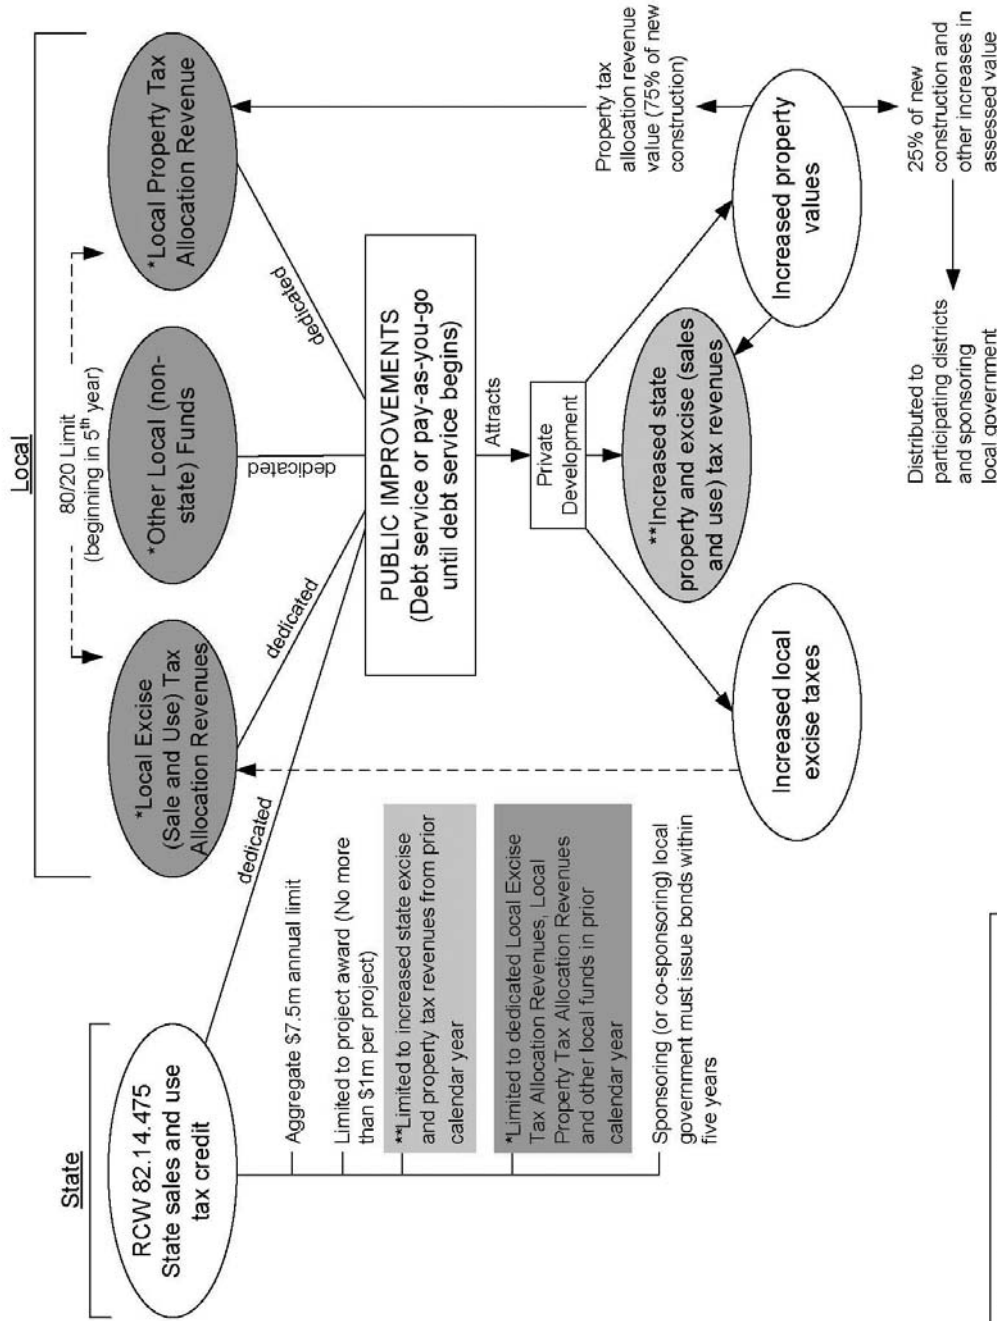 State
RCW 82.14.475
State sales and use
tax credit
Aggregate $7.5m annual limit
Limited to project award (No more
than $1m per project)
**Limited to increased state excise
and property tax revenues from prior
calendar year
*Limited to dedicated Local Excise
Tax Allocation Revenues, Local
Property Tax Allocation Revenues
and other local funds in prior
calendar year
Sponsoring (or co-sponsoring) local
government must issue bonds within
five years
Local
80/20 Limit
(beginning in 5th year)
*Local Excise
(Sale and Use) Tax
Allocation Revenues
*Other Local (non-
state) Funds
*Local Property Tax
Allocation Revenue
dedicated
dedicated
dedicated
dedicated
PUBLIC IMPROVEMENTS
(Debt service or pay-as-you-go
until debt service begins)
Attracts
Private
Development
Increased local
excise taxes
**Increased state
property and excise (sales
and use) tax revenues
Increased property
values
Property tax
allocation revenue
value (75% of new
construction)
25% of new
construction and
other increases in
assessed value
Distributed to
participating districts
and sponsoring
local government